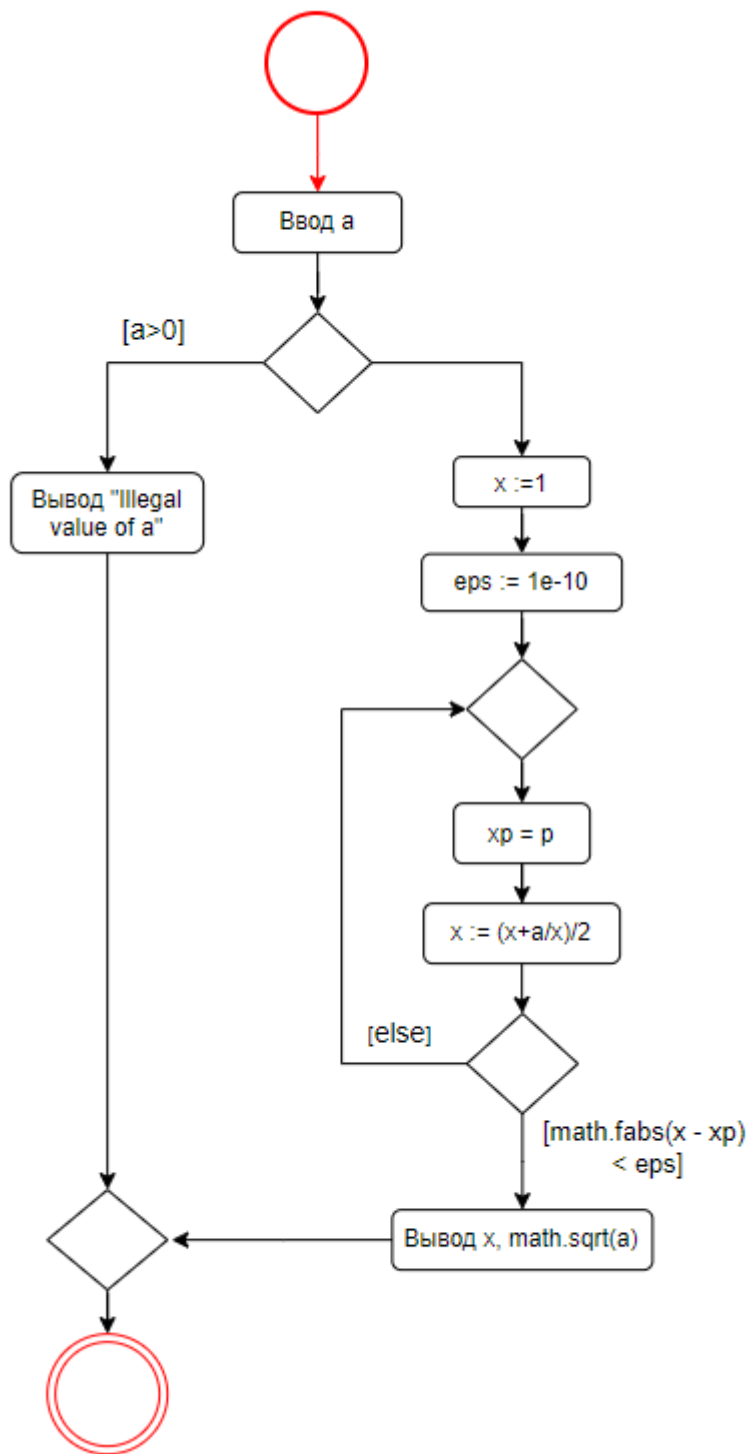 Ввод a
[a>0]
Вывод "Illegal
value of a"
x :=1
eps := 1e-10
xp = p
x := (x+a/x)/2
[else]
[math.fabs(x - xp)
< eps]
Вывод x, math.sqrt(a)